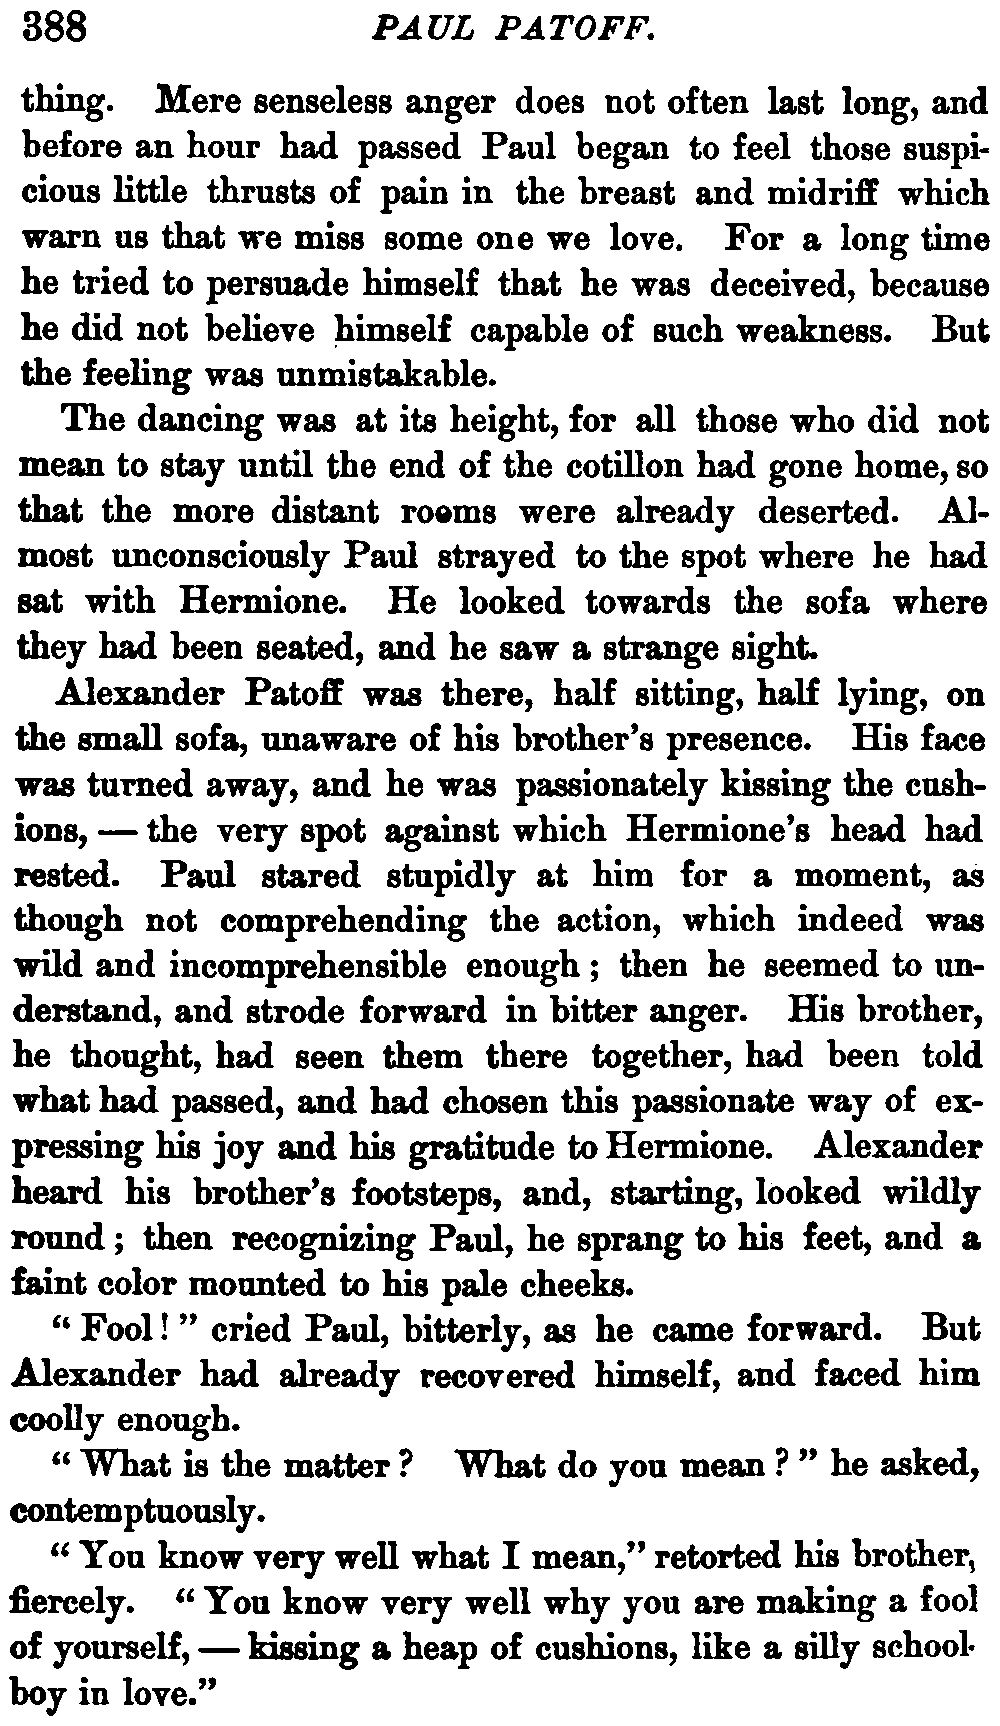 388 PAUL PATOFF.
thing. Mere senseless anger does not often last long, and
before an hour had passed Paul began to feel those suspi-
cious little thrusts of pain in the breast and midriff which
warn us that we miss some one we love. For a long time
he tried to persuade himself that he was deceived, because
he did not believe himself capable of such weakness. But
the feeling was unmistakable.
The dancing was at its height, for all those who did not
mean to stay until the end of the cotillon had gone home, so
that the more distant rooms were already deserted. Al-
most unconsciously Paul strayed to the spot where he had
sat with Hermione. He looked towards the sofa where
they had been seated, and he saw a strange sight.
Alexander Patoff was there, half sitting, half lying, on
the small sofa, unaware of his brother's presence. His face
was turned away, and he was passionately kissing the cush-
ions, — the very spot against which Hermione's head had
rested. Paul stared stupidly at him for a moment, as
though not comprehending the action, which indeed was
wild and incomprehensible enough ; then he seemed to un-
derstand, and strode forward in bitter anger. His brother,
he thought, had seen them there together, had been told
what had passed, and had chosen this passionate way of ex-
pressing his joy and his gratitude to Hermione. Alexander
heard his brother's footsteps, and, starting, looked wildly
round ; then recognizing Paul, he sprang to his feet, and a
faint color mounted to his pale cheeks.
" Fool ! " cried Paul, bitterly, as he came forward. But
Alexander had already recovered himself, and faced him
coolly enough.
" What is the matter ? What do you mean ? " he asked,
contemptuously.
" You know very well what I mean," retorted his brother,
fiercely. " You know very well why you are making a fool
of yourself, — kissing a heap of cushions, like a silly school-
boy in love."